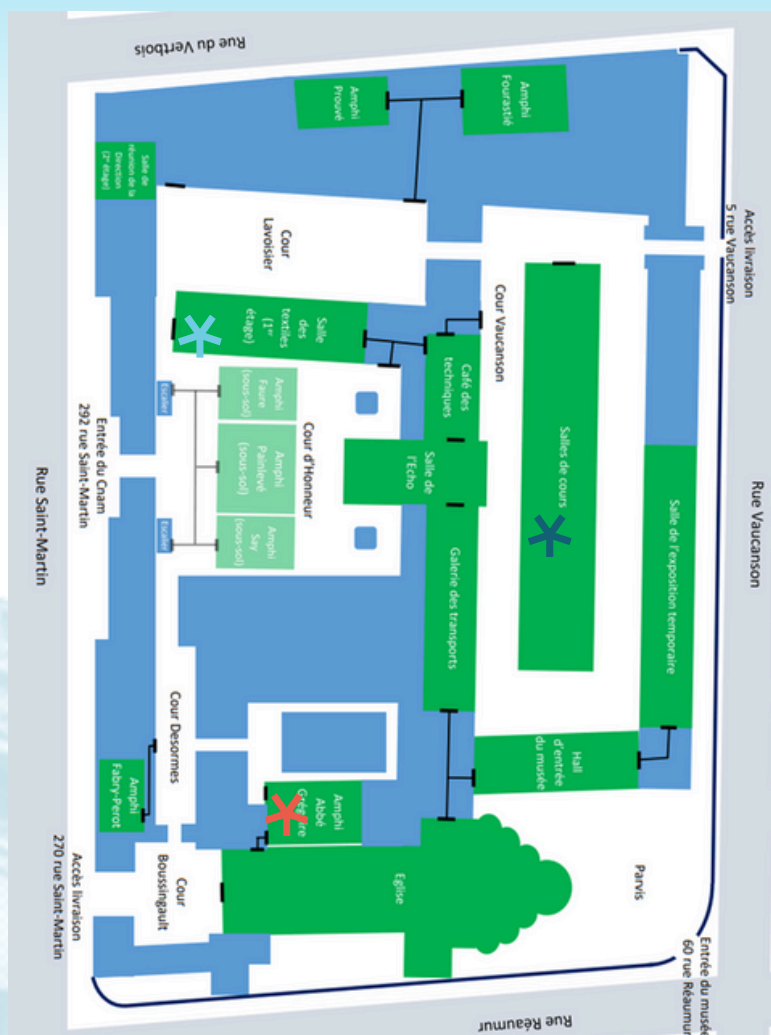 Rue du Vertbois
Amphi
Prouvé
Amphi
Fourastié
Salle de
réunion de la
Direction
(2e étage)
Accès livraison
5 rue Vaucanson
Cour
Lavoisier
Cour Vaucanson
Salle
des
textiles
(1er
étage)
Café des
techniques
Amphi
Faure
(sous-sol)
Amphi
Painlevé
(sous-sol)
Amphi
Say
(sous-sol)
Escalier
Escalier
Cour d'Honneur
Salle de
l'Echo
Salles de cours
Salle de l'exposition temporaire
Rue Vaucanson
Entrée du Cnam
292 rue Saint-Martin
Rue Saint-Martin
Galerie des transports
Cour Desormes
Hall
d'entrée
du musée
Amphi
Fabry-Perot
Amphi
Abbé
Grégoire
Eglise
Parvis
Cour
Boussingault
Accès livraison
270 rue Saint-Martin
Entrée du musée
60 rue Réaumur
Rue Réaumur